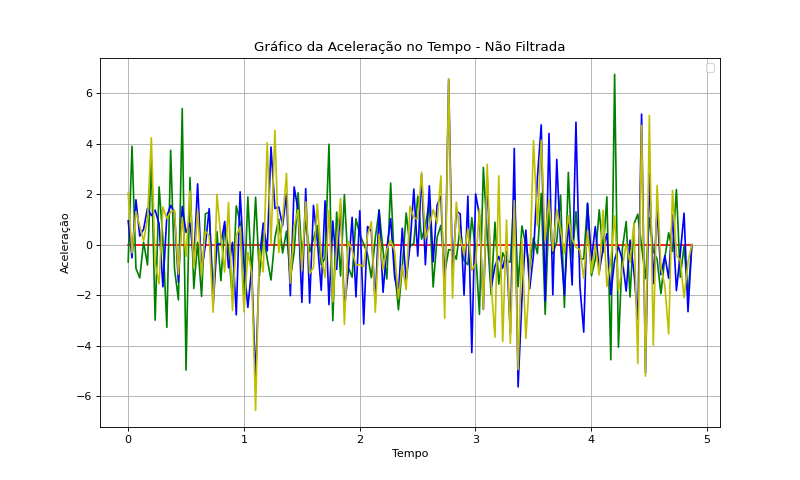 Gráfico da Aceleração no Tempo - Não Filtrada
6
4
2
0
−2
−4
−6
Aceleração
0 1 2 3 4 5
Tempo